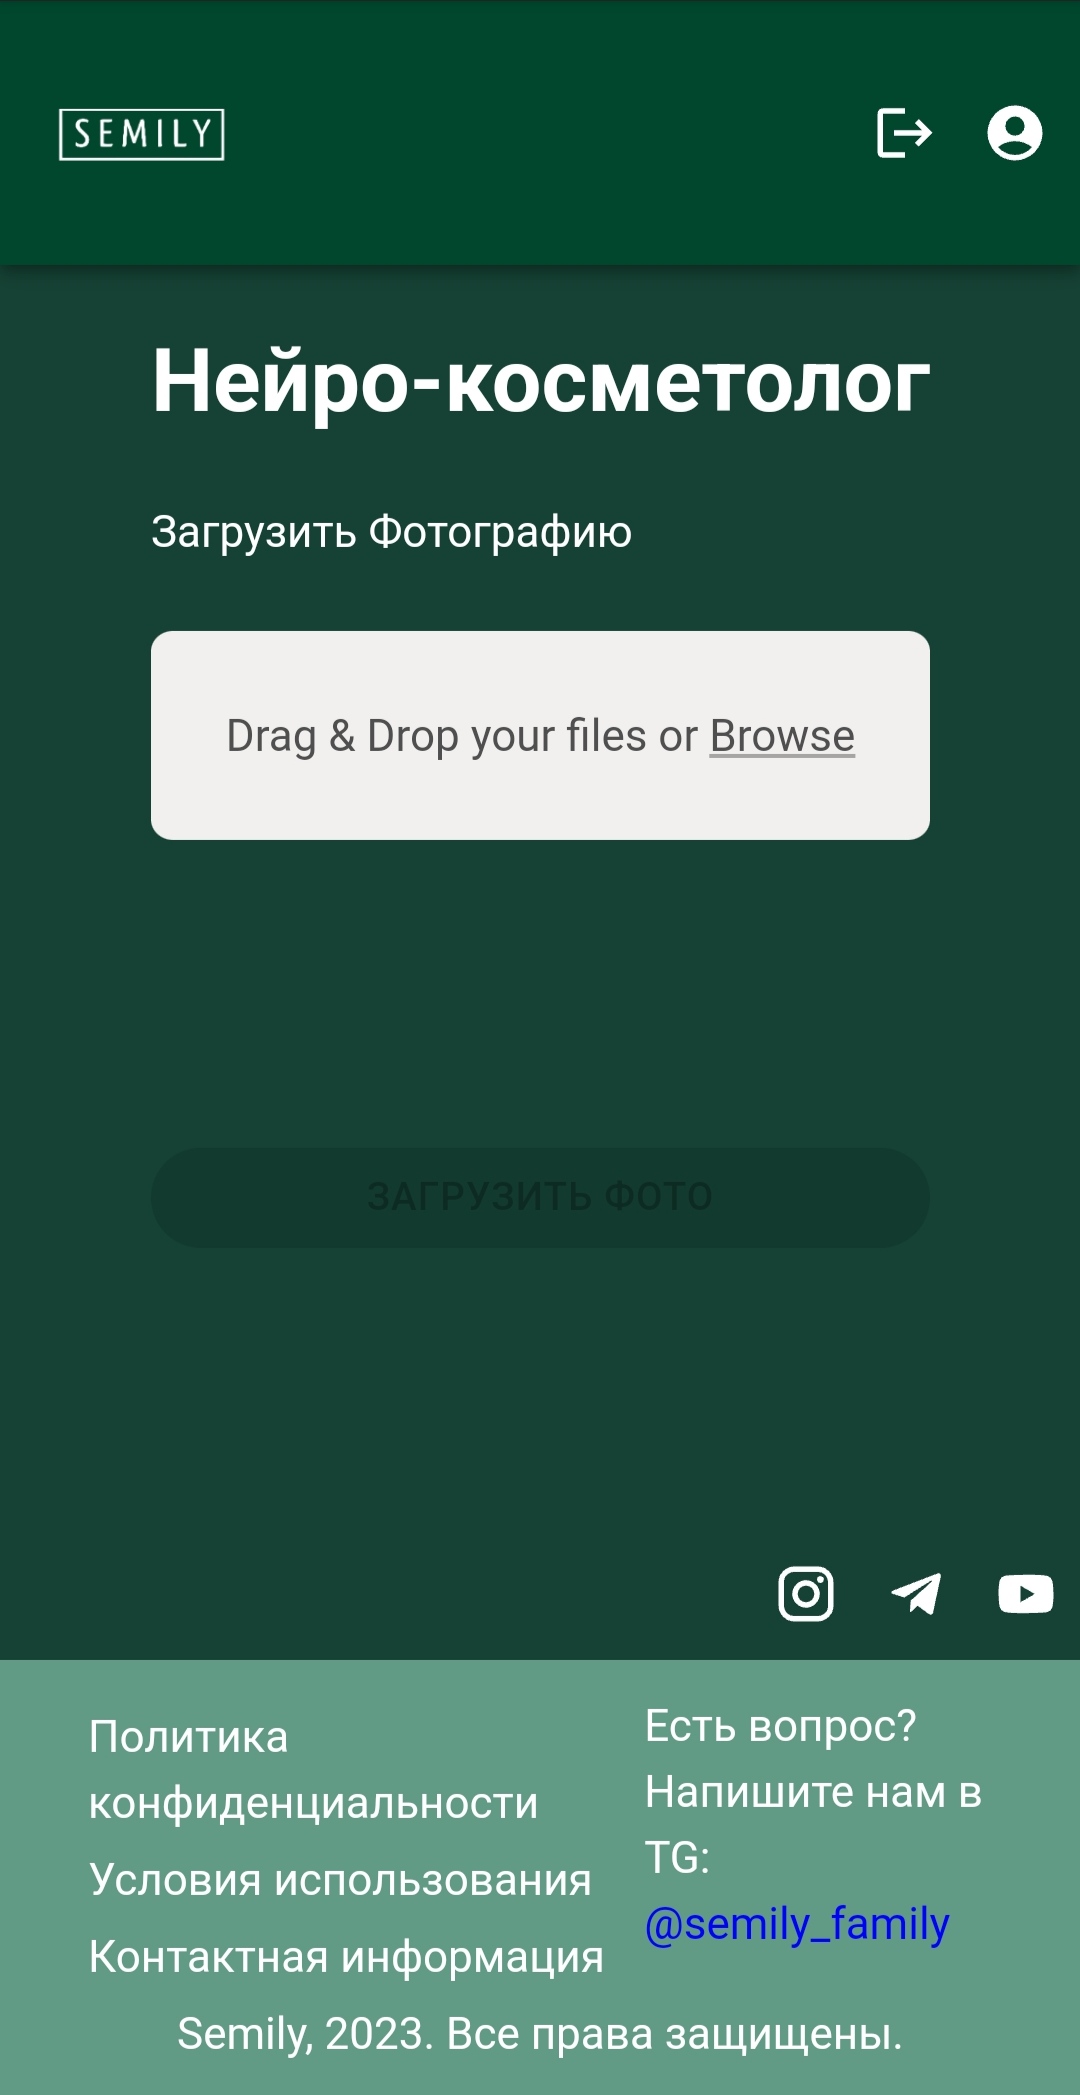 SEMILY
Нейро-косметолог
Загрузить Фотографию
Drag & Drop your files or Browse
ЗАГРУЗИТЬ ФОТО
Политика
конфиденциальности
Условия использования
Контактная информация
Есть вопрос?
Напишите нам в
TG:
@semily_family
Semily, 2023. Все права защищены.